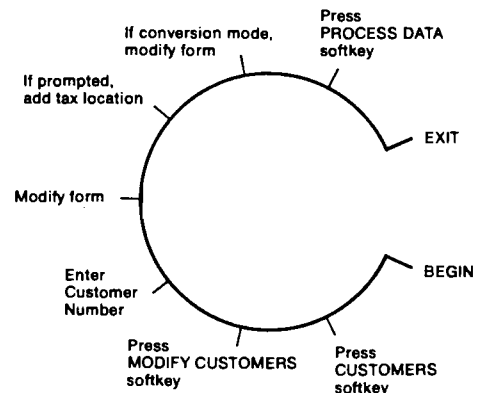 Press
PROCESS DATA
softkey
If conversion mode,
modify form
If prompted,
add tax location
EXIT
Modify form
BEGIN
Enter
Customer
Number
Press
MODIFY CUSTOMERS
softkey
Press
CUSTOMERS
softkey